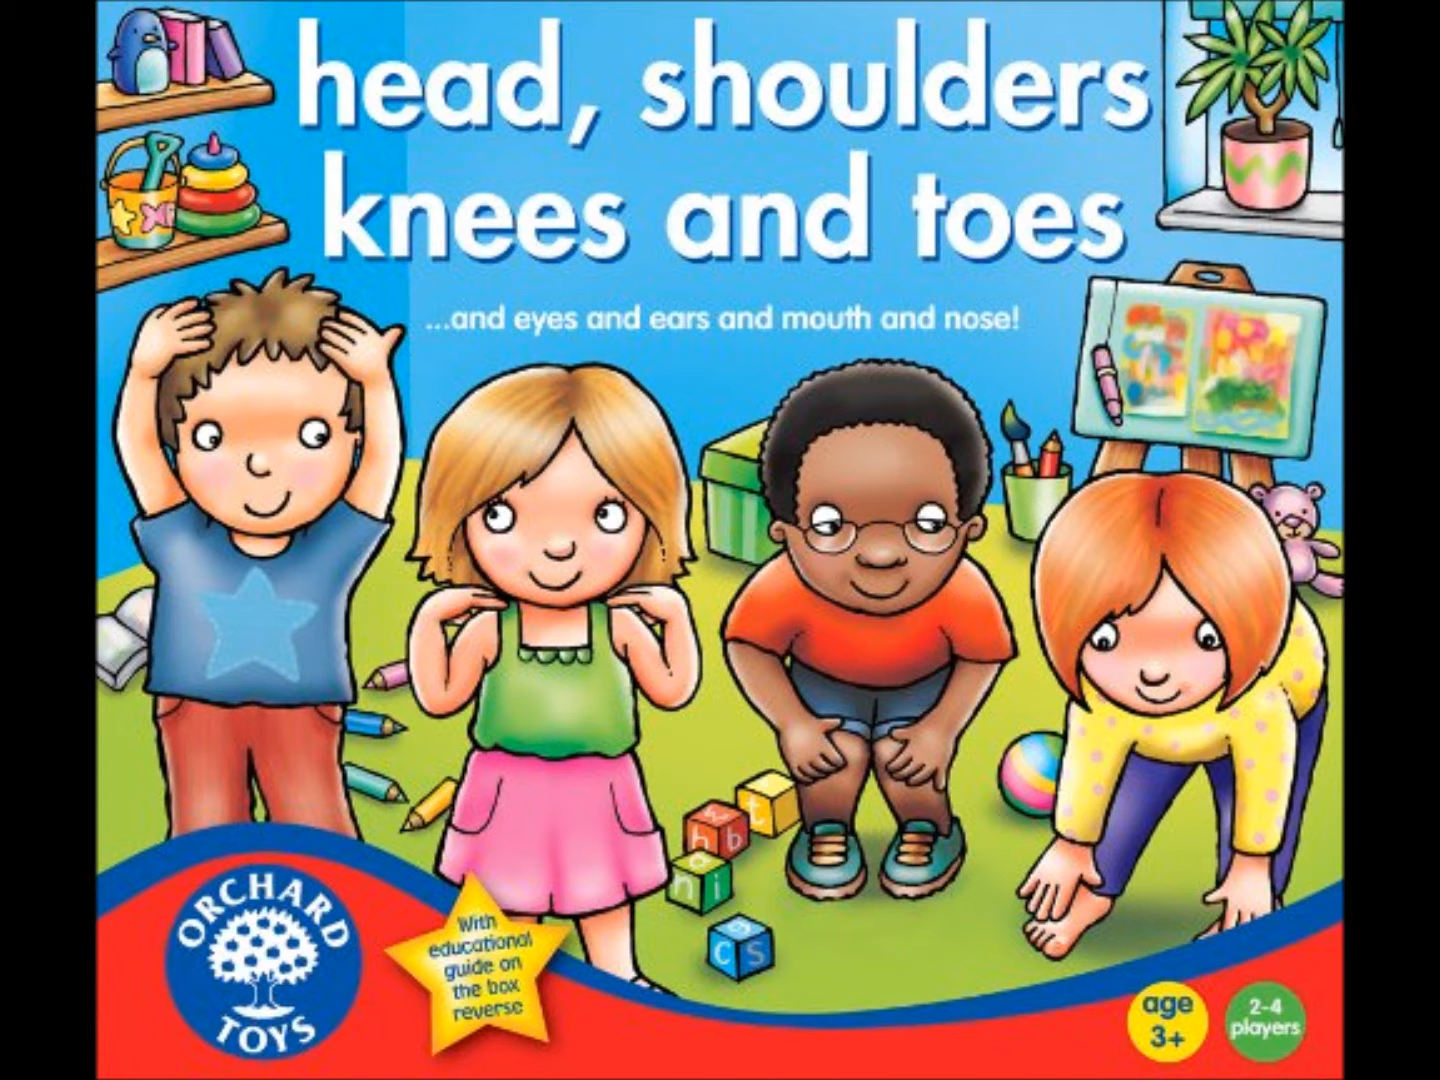 head, shoulders
knees and toes
...and eyes and ears and mouth and nose!
t
h b
a
n i
a
c s
ORCHARD
TOYS
With
educational
guide on
the box
reverse
age
3+
2-4
players